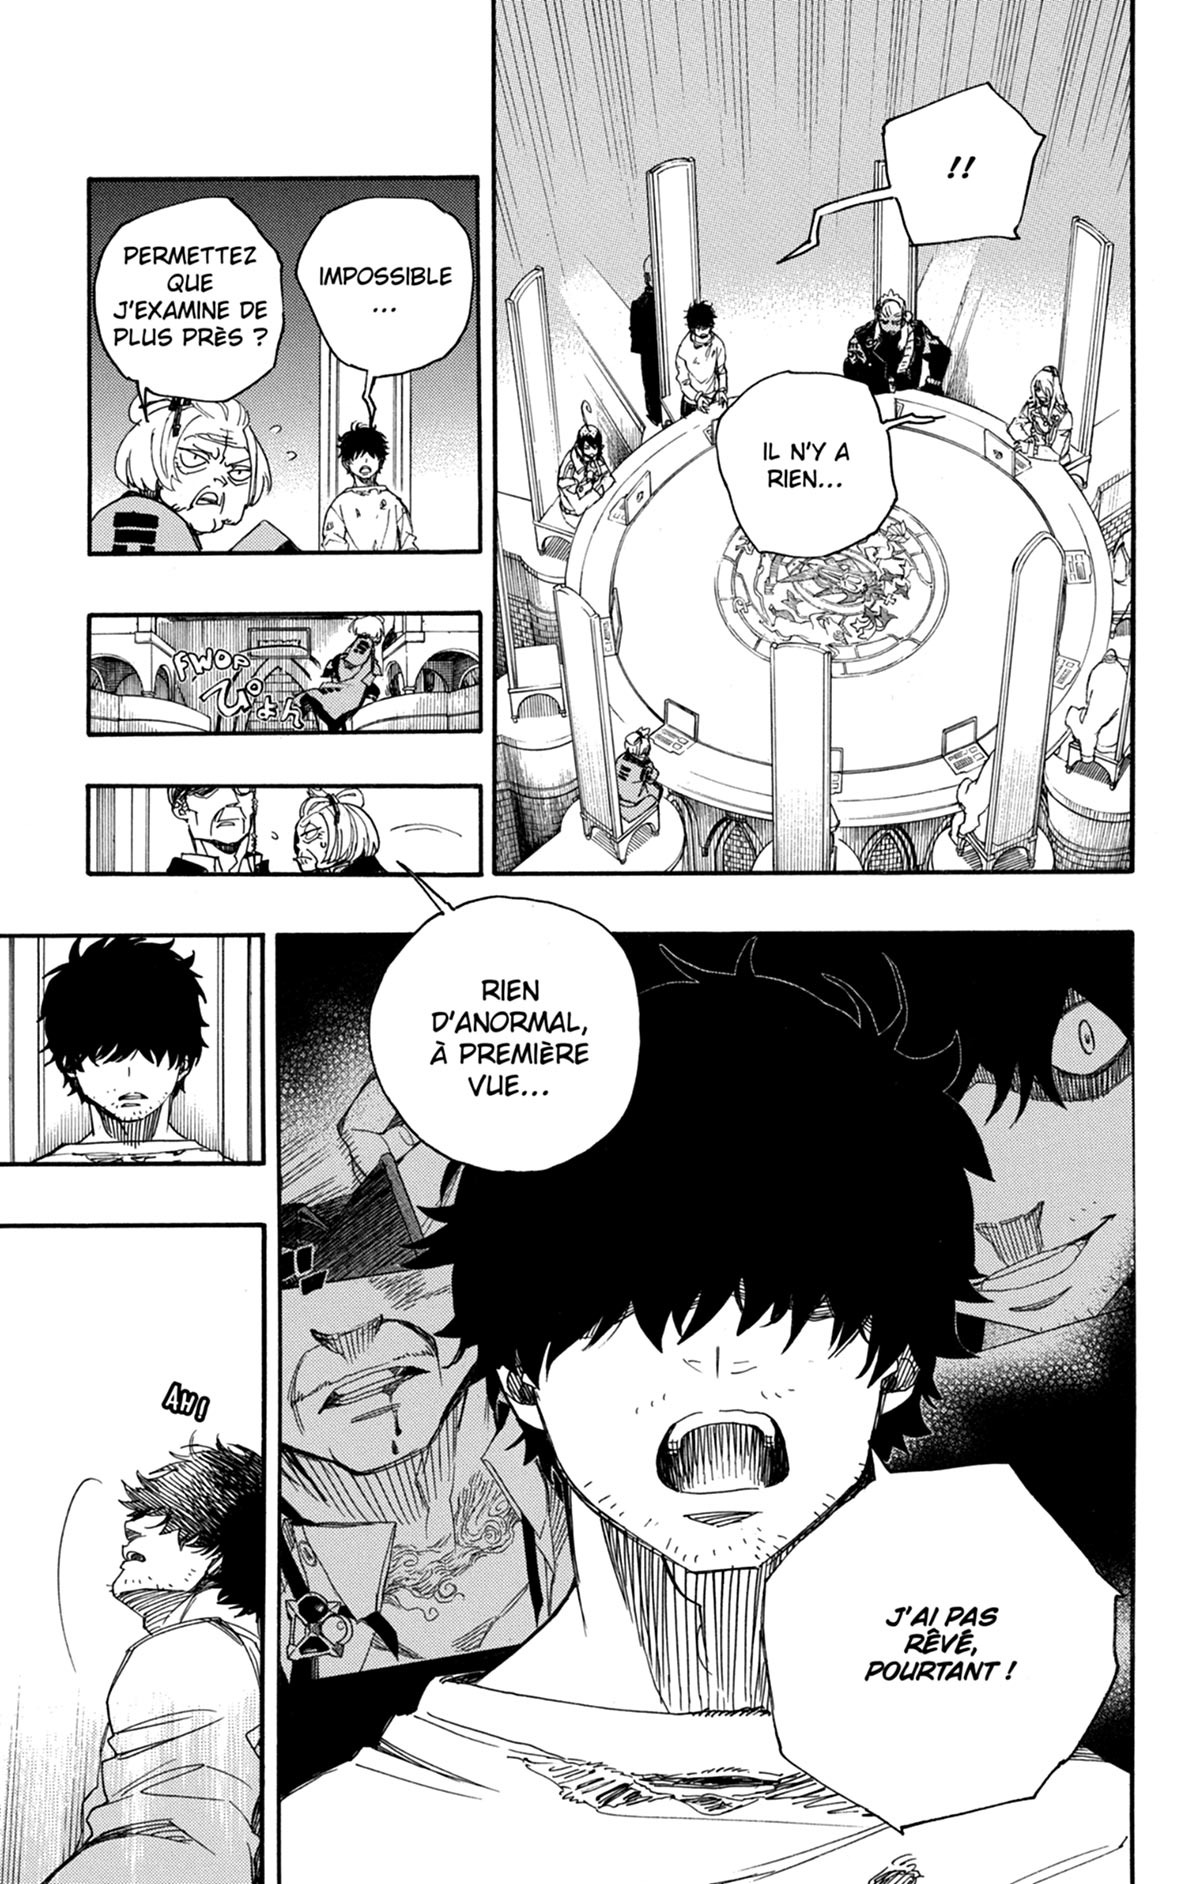 !!
IL N'Y A
RIEN...
IMPOSSIBLE
...
PERMETTEZ
QUE
J'EXAMINE DE
PLUS PRÈS ?
FWOP
ぴょん
RIEN
D'ANORMAL,
À PREMIÈRE
VUE...
J'AI PAS
RÊVÉ,
POURTANT !
AH !